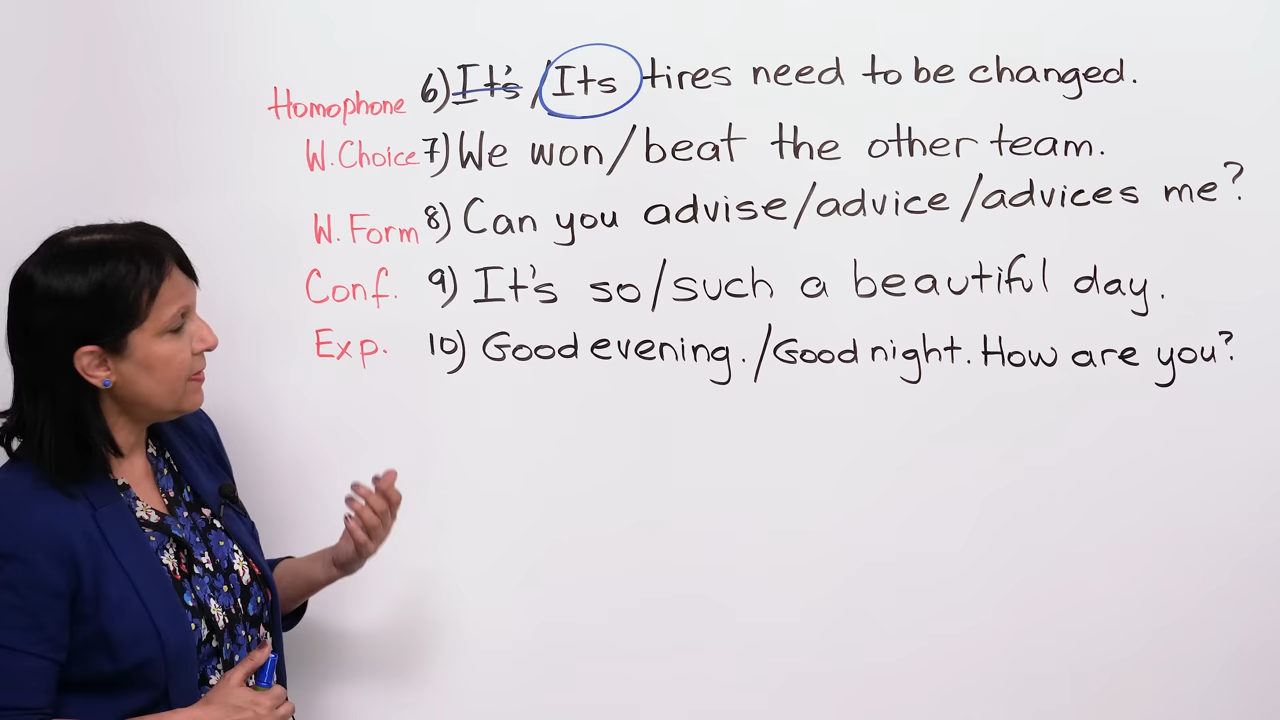 Homophone 6) It's / Its tires need to be changed.
W. Choice 7) We won / beat the other team.
W. Form 8) Can you advise / advice / advices me?
Conf. 9) It's so / such a beautiful day.
Exp. 10) Good evening. / Good night. How are you?